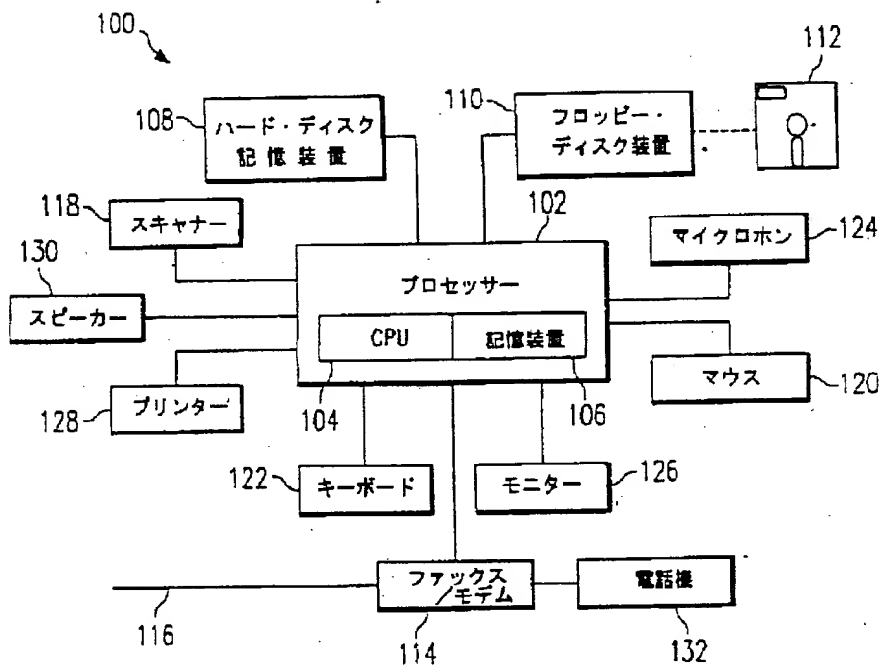 100
112
108
ハード・ディスク
記憶装置
110
フロッピー・
ディスク装置
118
スキャナー
102
マイクロホン
124
130
スピーカー
プロセッサー
CPU
記憶装置
128
プリンター
104
106
マウス
120
122
キーボード
モニター
126
116
ファックス
/モデム
114
電話機
132